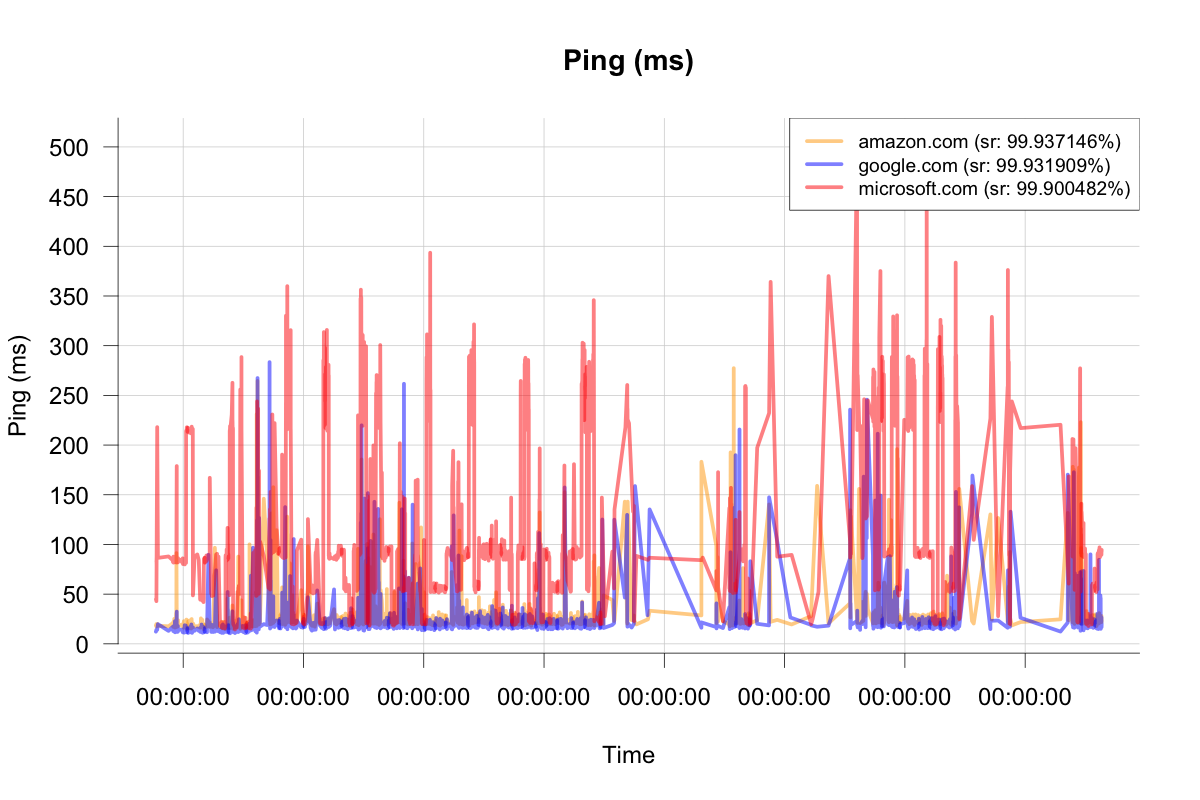 Ping (ms)
amazon.com (sr: 99.937146%)
google.com (sr: 99.931909%)
microsoft.com (sr: 99.900482%)
500
450
400
350
300
250
200
150
100
50
0
Ping (ms)
00:00:00 00:00:00 00:00:00 00:00:00 00:00:00 00:00:00 00:00:00 00:00:00
Time